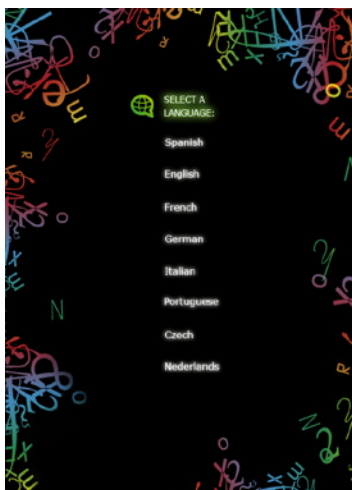 SELECT A
LANGUAGE:
Spanish
English
French
German
Italian
Portuguese
Czech
Nederlands